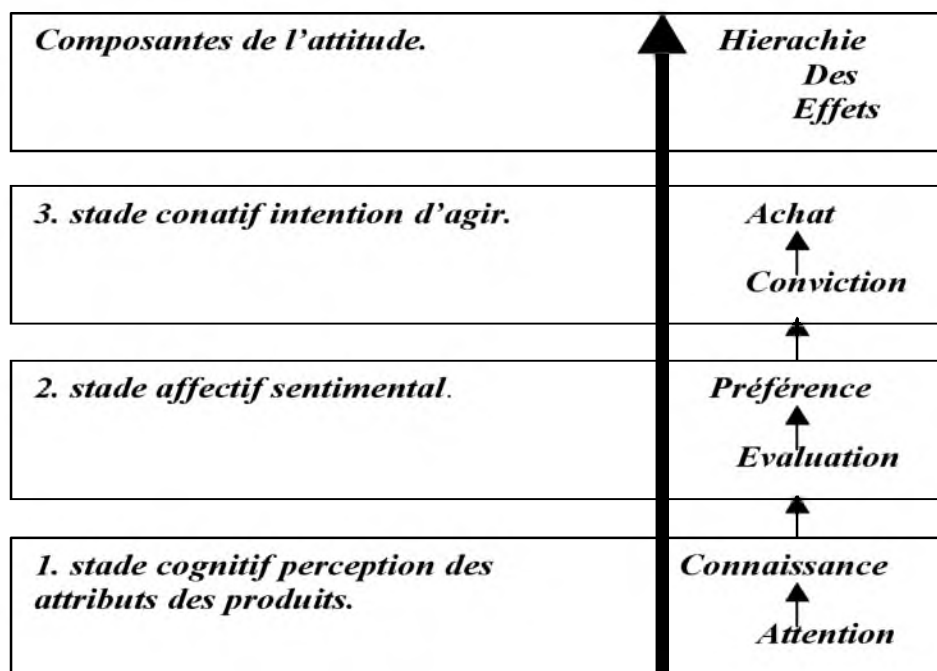 Composantes de l'attitude.
Hierachie
Des
Effets
3. stade conatif intention d'agir.
Achat
Conviction
2. stade affectif sentimental.
Préférence
Evaluation
1. stade cognitif perception des
attributs des produits.
Connaissance
Attention